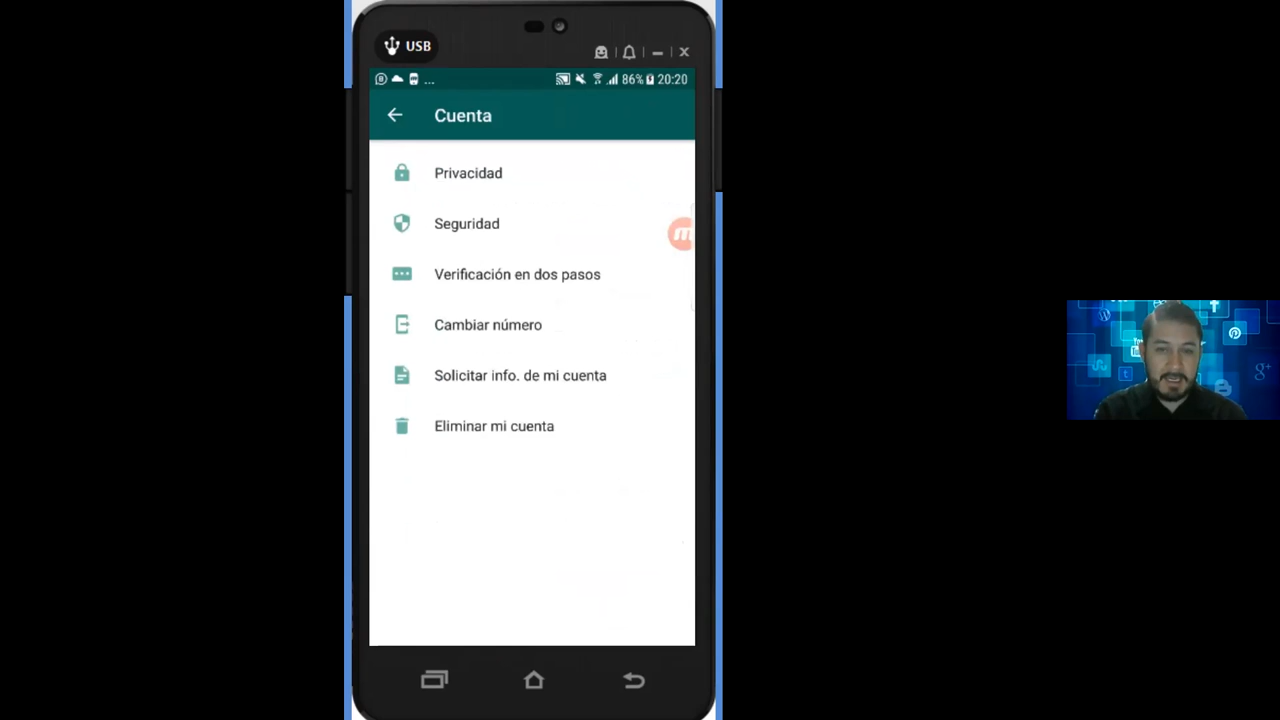 USB
... 86% 20:20
Cuenta
Privacidad
Seguridad
Verificación en dos pasos
Cambiar número
Solicitar info. de mi cuenta
Eliminar mi cuenta